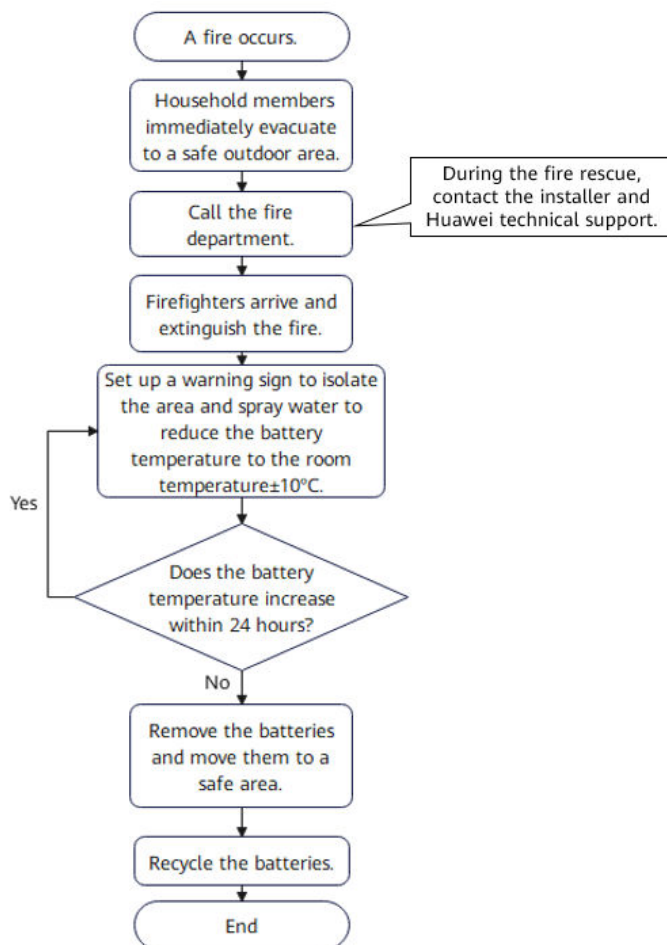 A fire occurs.
Household members
immediately evacuate
to a safe outdoor area.
During the fire rescue,
contact the installer and
Huawei technical support.
Call the fire
department.
Firefighters arrive and
extinguish the fire.
Set up a warning sign to isolate
the area and spray water to
reduce the battery
temperature to the room
temperature±10°C.
Yes
Does the battery
temperature increase
within 24 hours?
No
Remove the batteries
and move them to a
safe area.
Recycle the batteries.
End